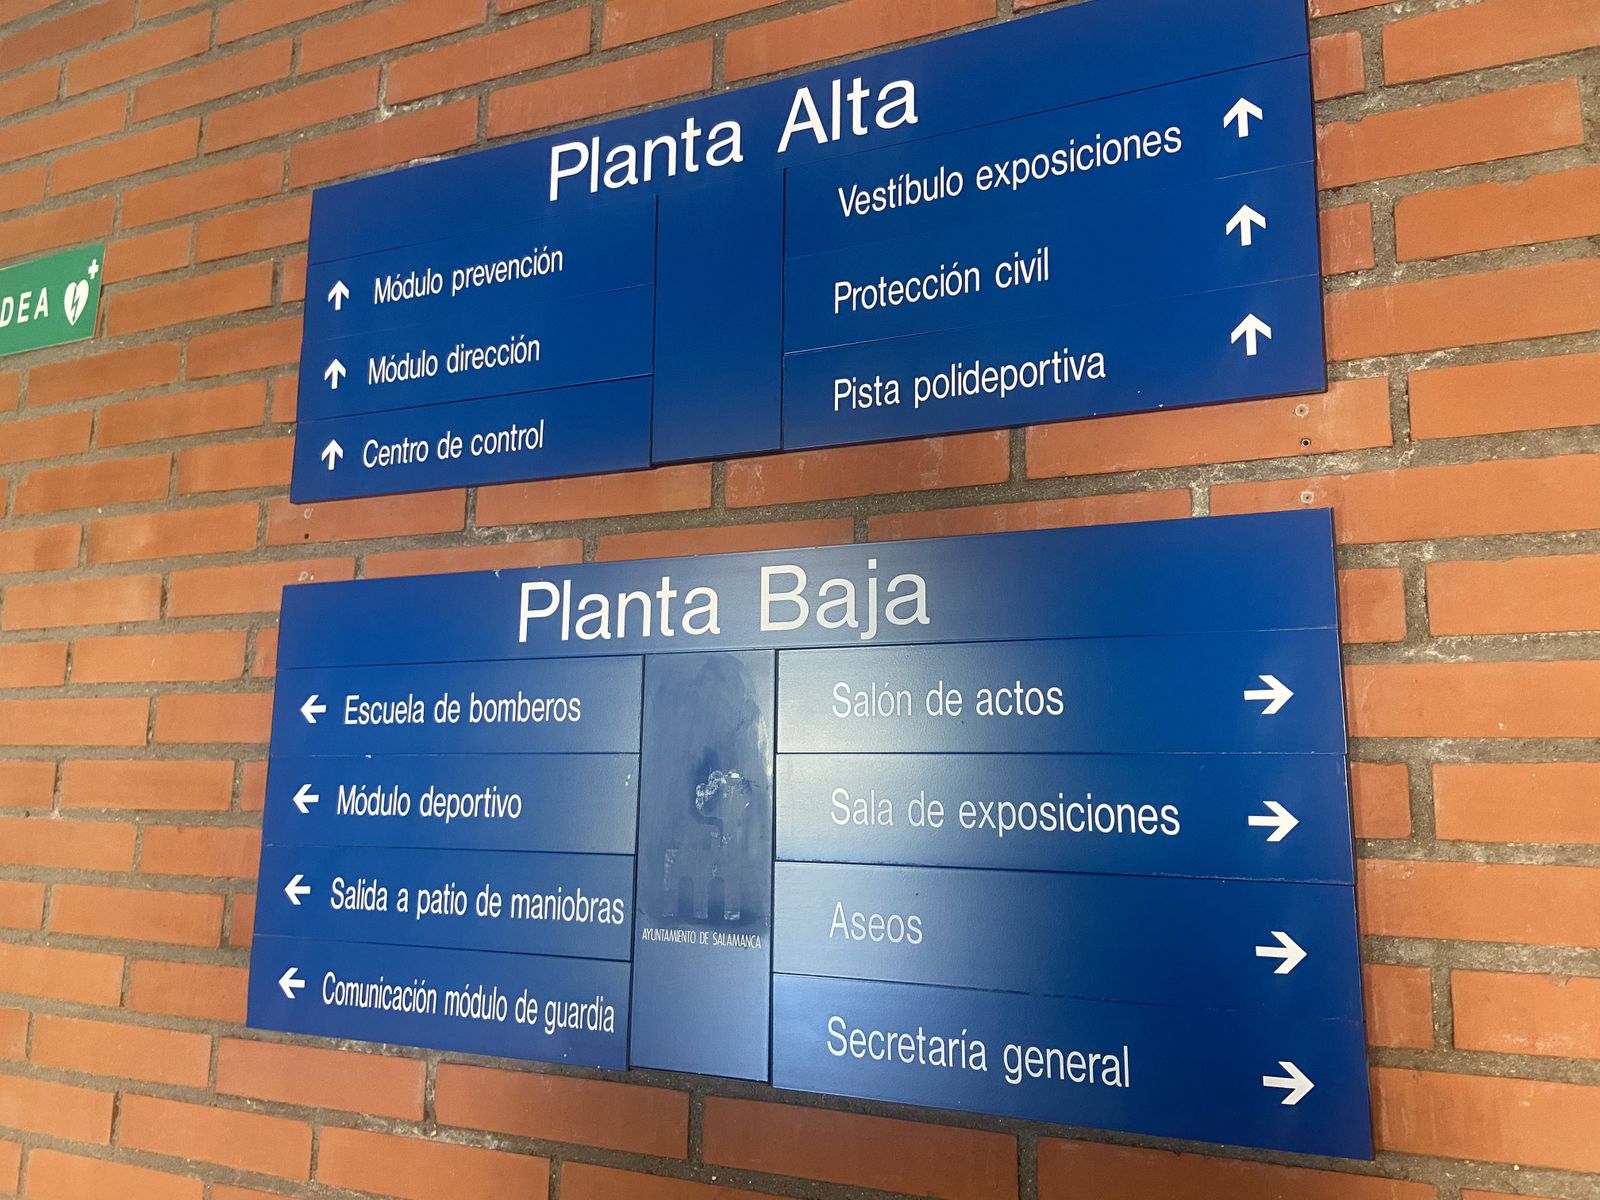 DEA
Planta Alta
Módulo prevención
Módulo dirección
Centro de control
Vestíbulo exposiciones
Protección civil
Pista polideportiva
Planta Baja
Escuela de bomberos
Módulo deportivo
Salida a patio de maniobras
Comunicación módulo de guardia
AYUNTAMIENTO DE SALAMANCA
Salón de actos
Sala de exposiciones
Aseos
Secretaría general